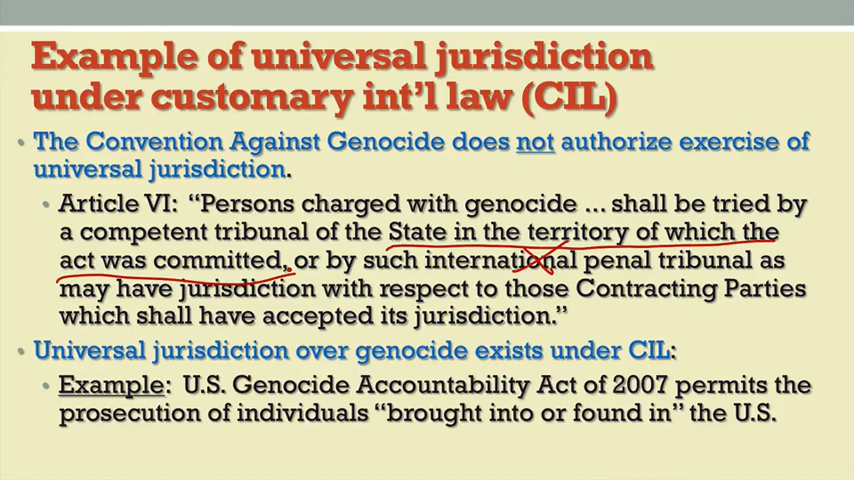 Example of universal jurisdiction
under customary int'l law (CIL)
• The Convention Against Genocide does not authorize exercise of
universal jurisdiction.
• Article VI: “Persons charged with genocide … shall be tried by
a competent tribunal of the State in the territory of which the
act was committed, or by such international penal tribunal as
may have jurisdiction with respect to those Contracting Parties
which shall have accepted its jurisdiction.”
• Universal jurisdiction over genocide exists under CIL:
• Example: U.S. Genocide Accountability Act of 2007 permits the
prosecution of individuals “brought into or found in” the U.S.